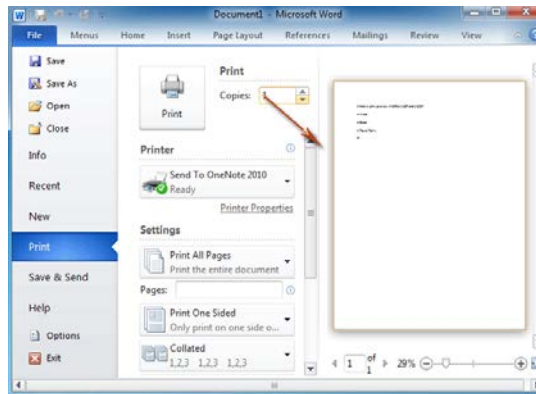 Document1 - Microsoft Word
File Menus Home Insert Page Layout References Mailings Review View
Save
Save As
Open
Close
Info
Recent
New
Print
Save & Send
Help
Options
Exit
Print
Print
Copies: 1
Printer
Send To OneNote 2010
Ready
Printer Properties
Settings
Print All Pages
Print the entire document
Pages:
Print One Sided
Only print on one side o...
Collated
1,2,3 1,2,3 1,2,3
1 of 1
29%